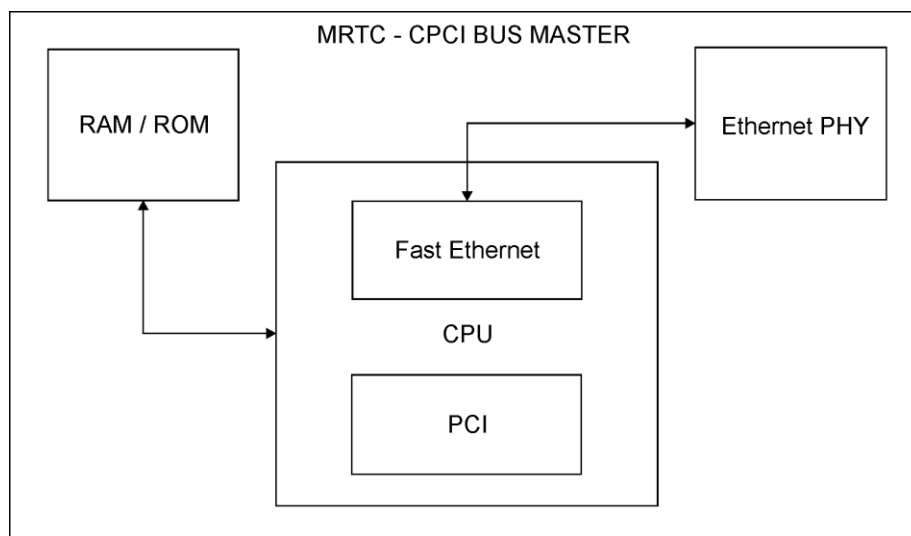 MRTC - CPCI BUS MASTER
RAM / ROM
Ethernet PHY
Fast Ethernet
CPU
PCI